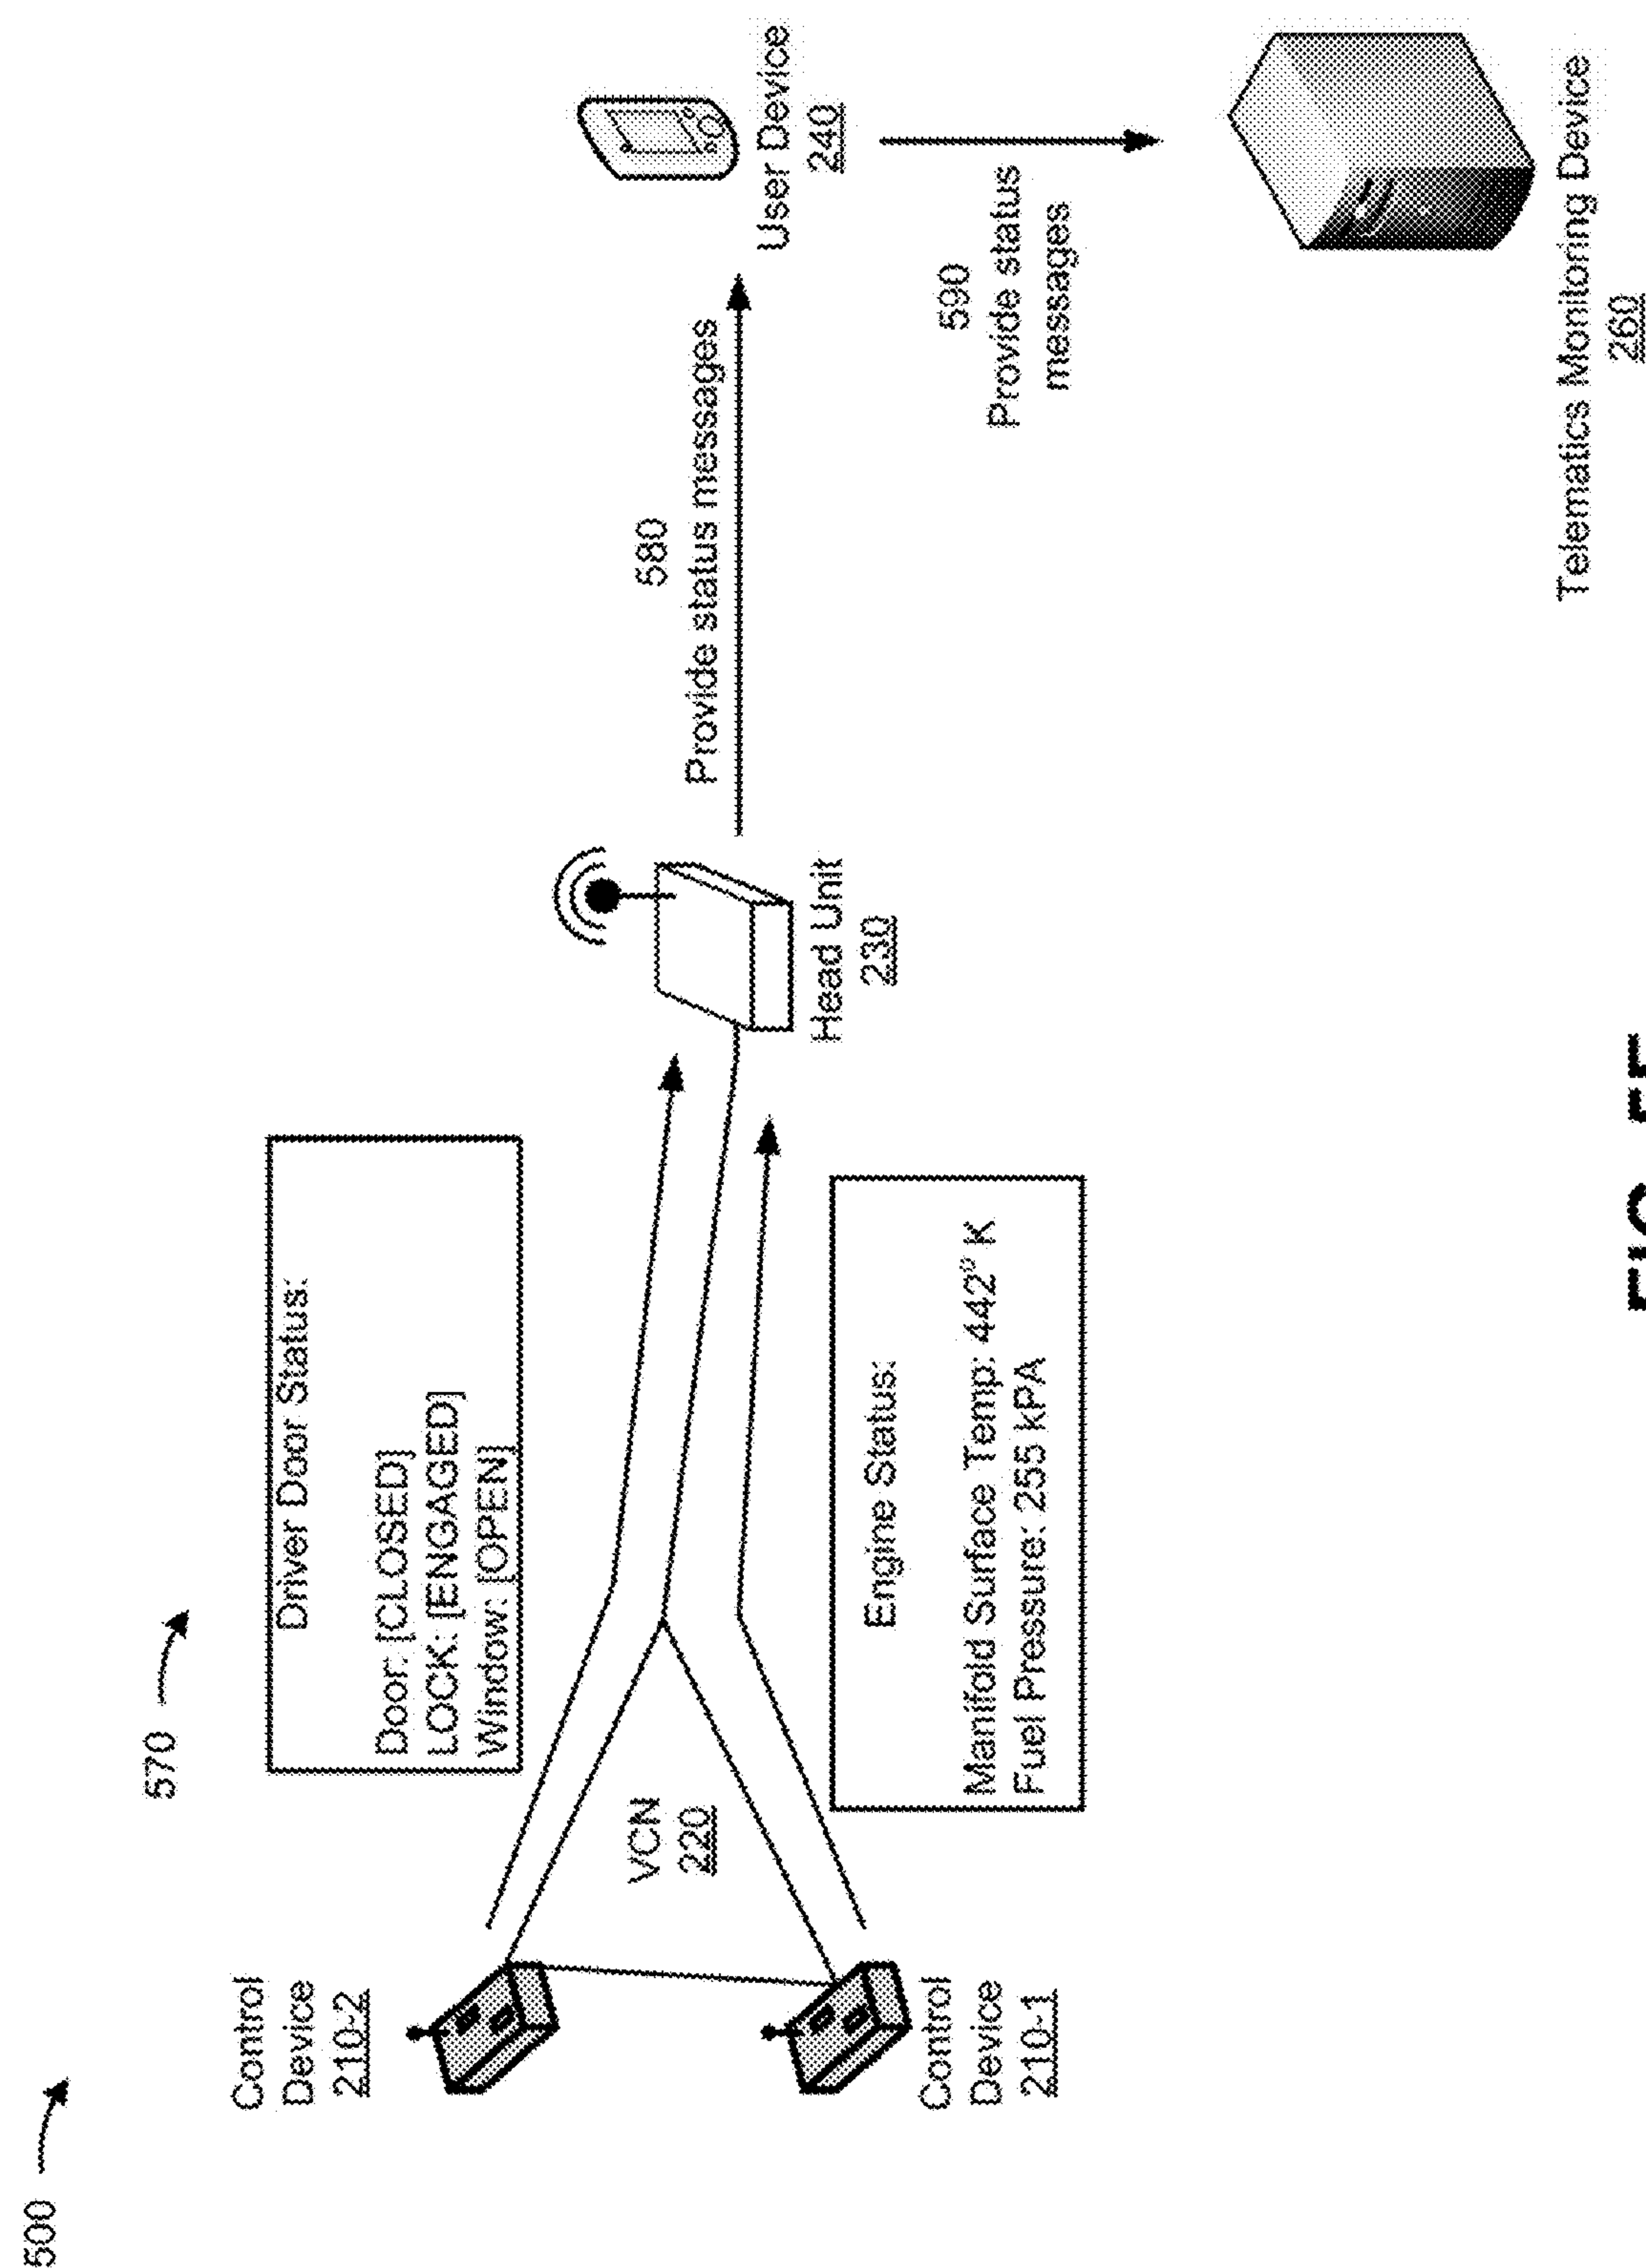 500
570
Control
Device
210-2
Driver Door Status:
Door: [CLOSED]
LOCK: [ENGAGED]
Window: [OPEN]
VCN
220
Control
Device
210-1
Engine Status:
Manifold Surface Temp: 442° K
Fuel Pressure: 255 kPA
Head Unit
230
580
Provide status messages
User Device
240
590
Provide status
messages
Telematics Monitoring Device
260